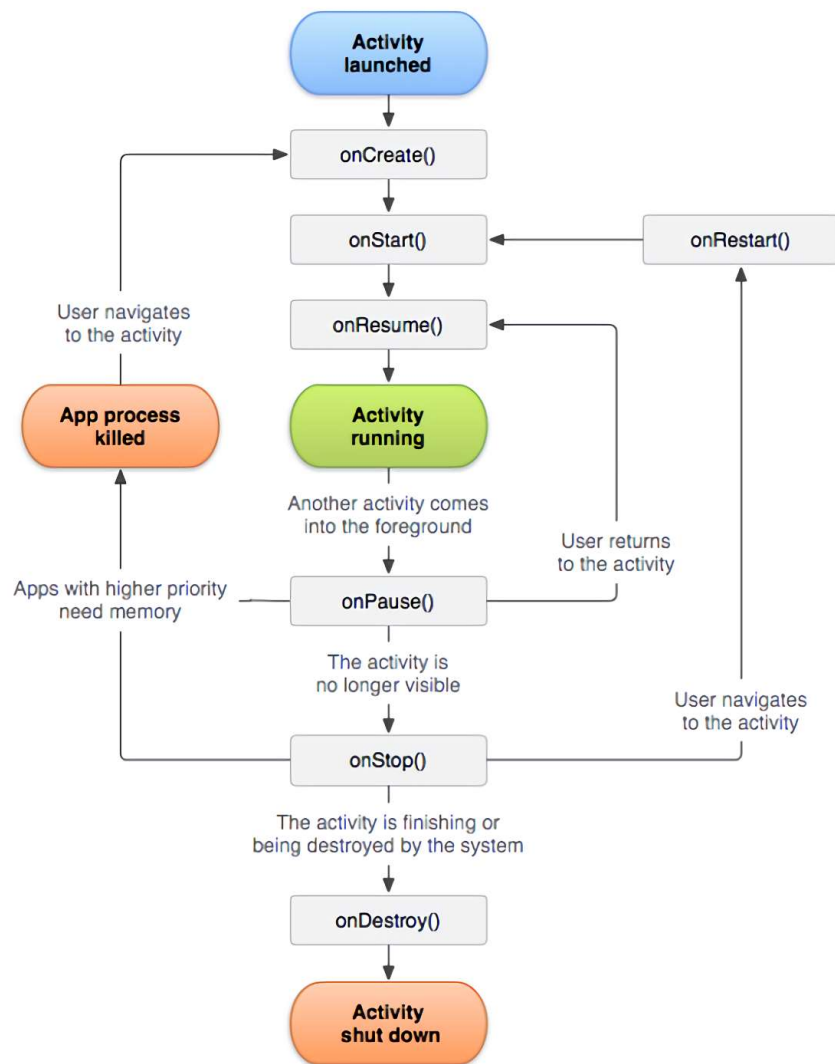 Activity
launched
onCreate()
onStart()
onRestart()
User navigates
to the activity
onResume()
App process
killed
Activity
running
Another activity comes
into the foreground
User returns
to the activity
Apps with higher priority
need memory
onPause()
The activity is
no longer visible
User navigates
to the activity
onStop()
The activity is finishing or
being destroyed by the system
onDestroy()
Activity
shut down